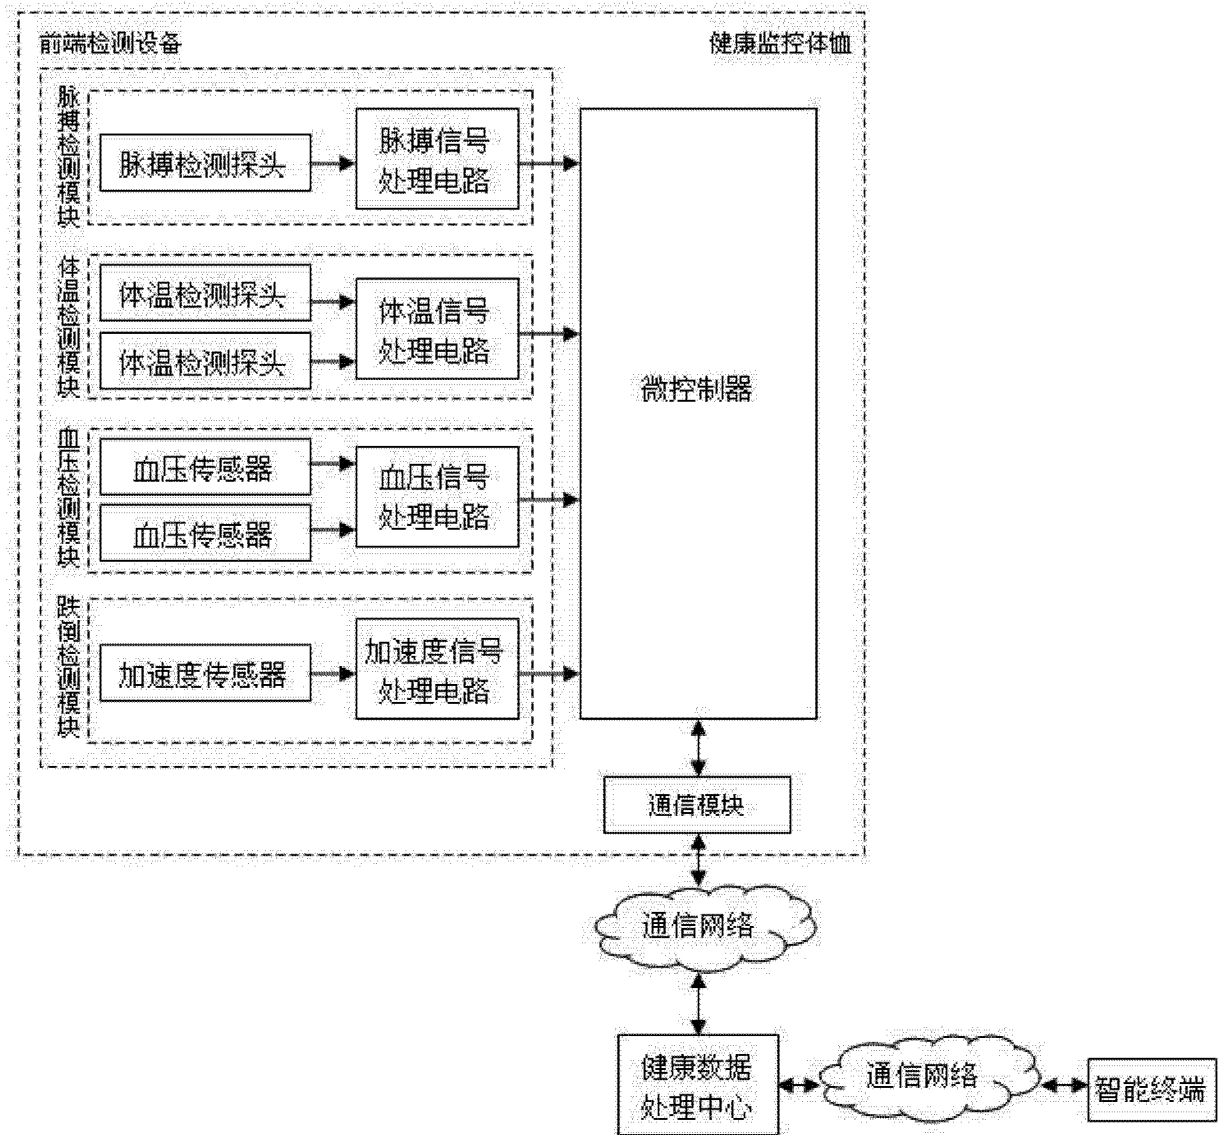 前端检测设备
健康监控体恤
脉搏检测模块
脉搏检测探头
脉搏信号
处理电路
体温检测模块
体温检测探头
体温检测探头
体温信号
处理电路
血压检测模块
血压传感器
血压传感器
血压信号
处理电路
跌倒检测模块
加速度传感器
加速度信号
处理电路
微控制器
通信模块
通信网络
健康数据
处理中心
通信网络
智能终端